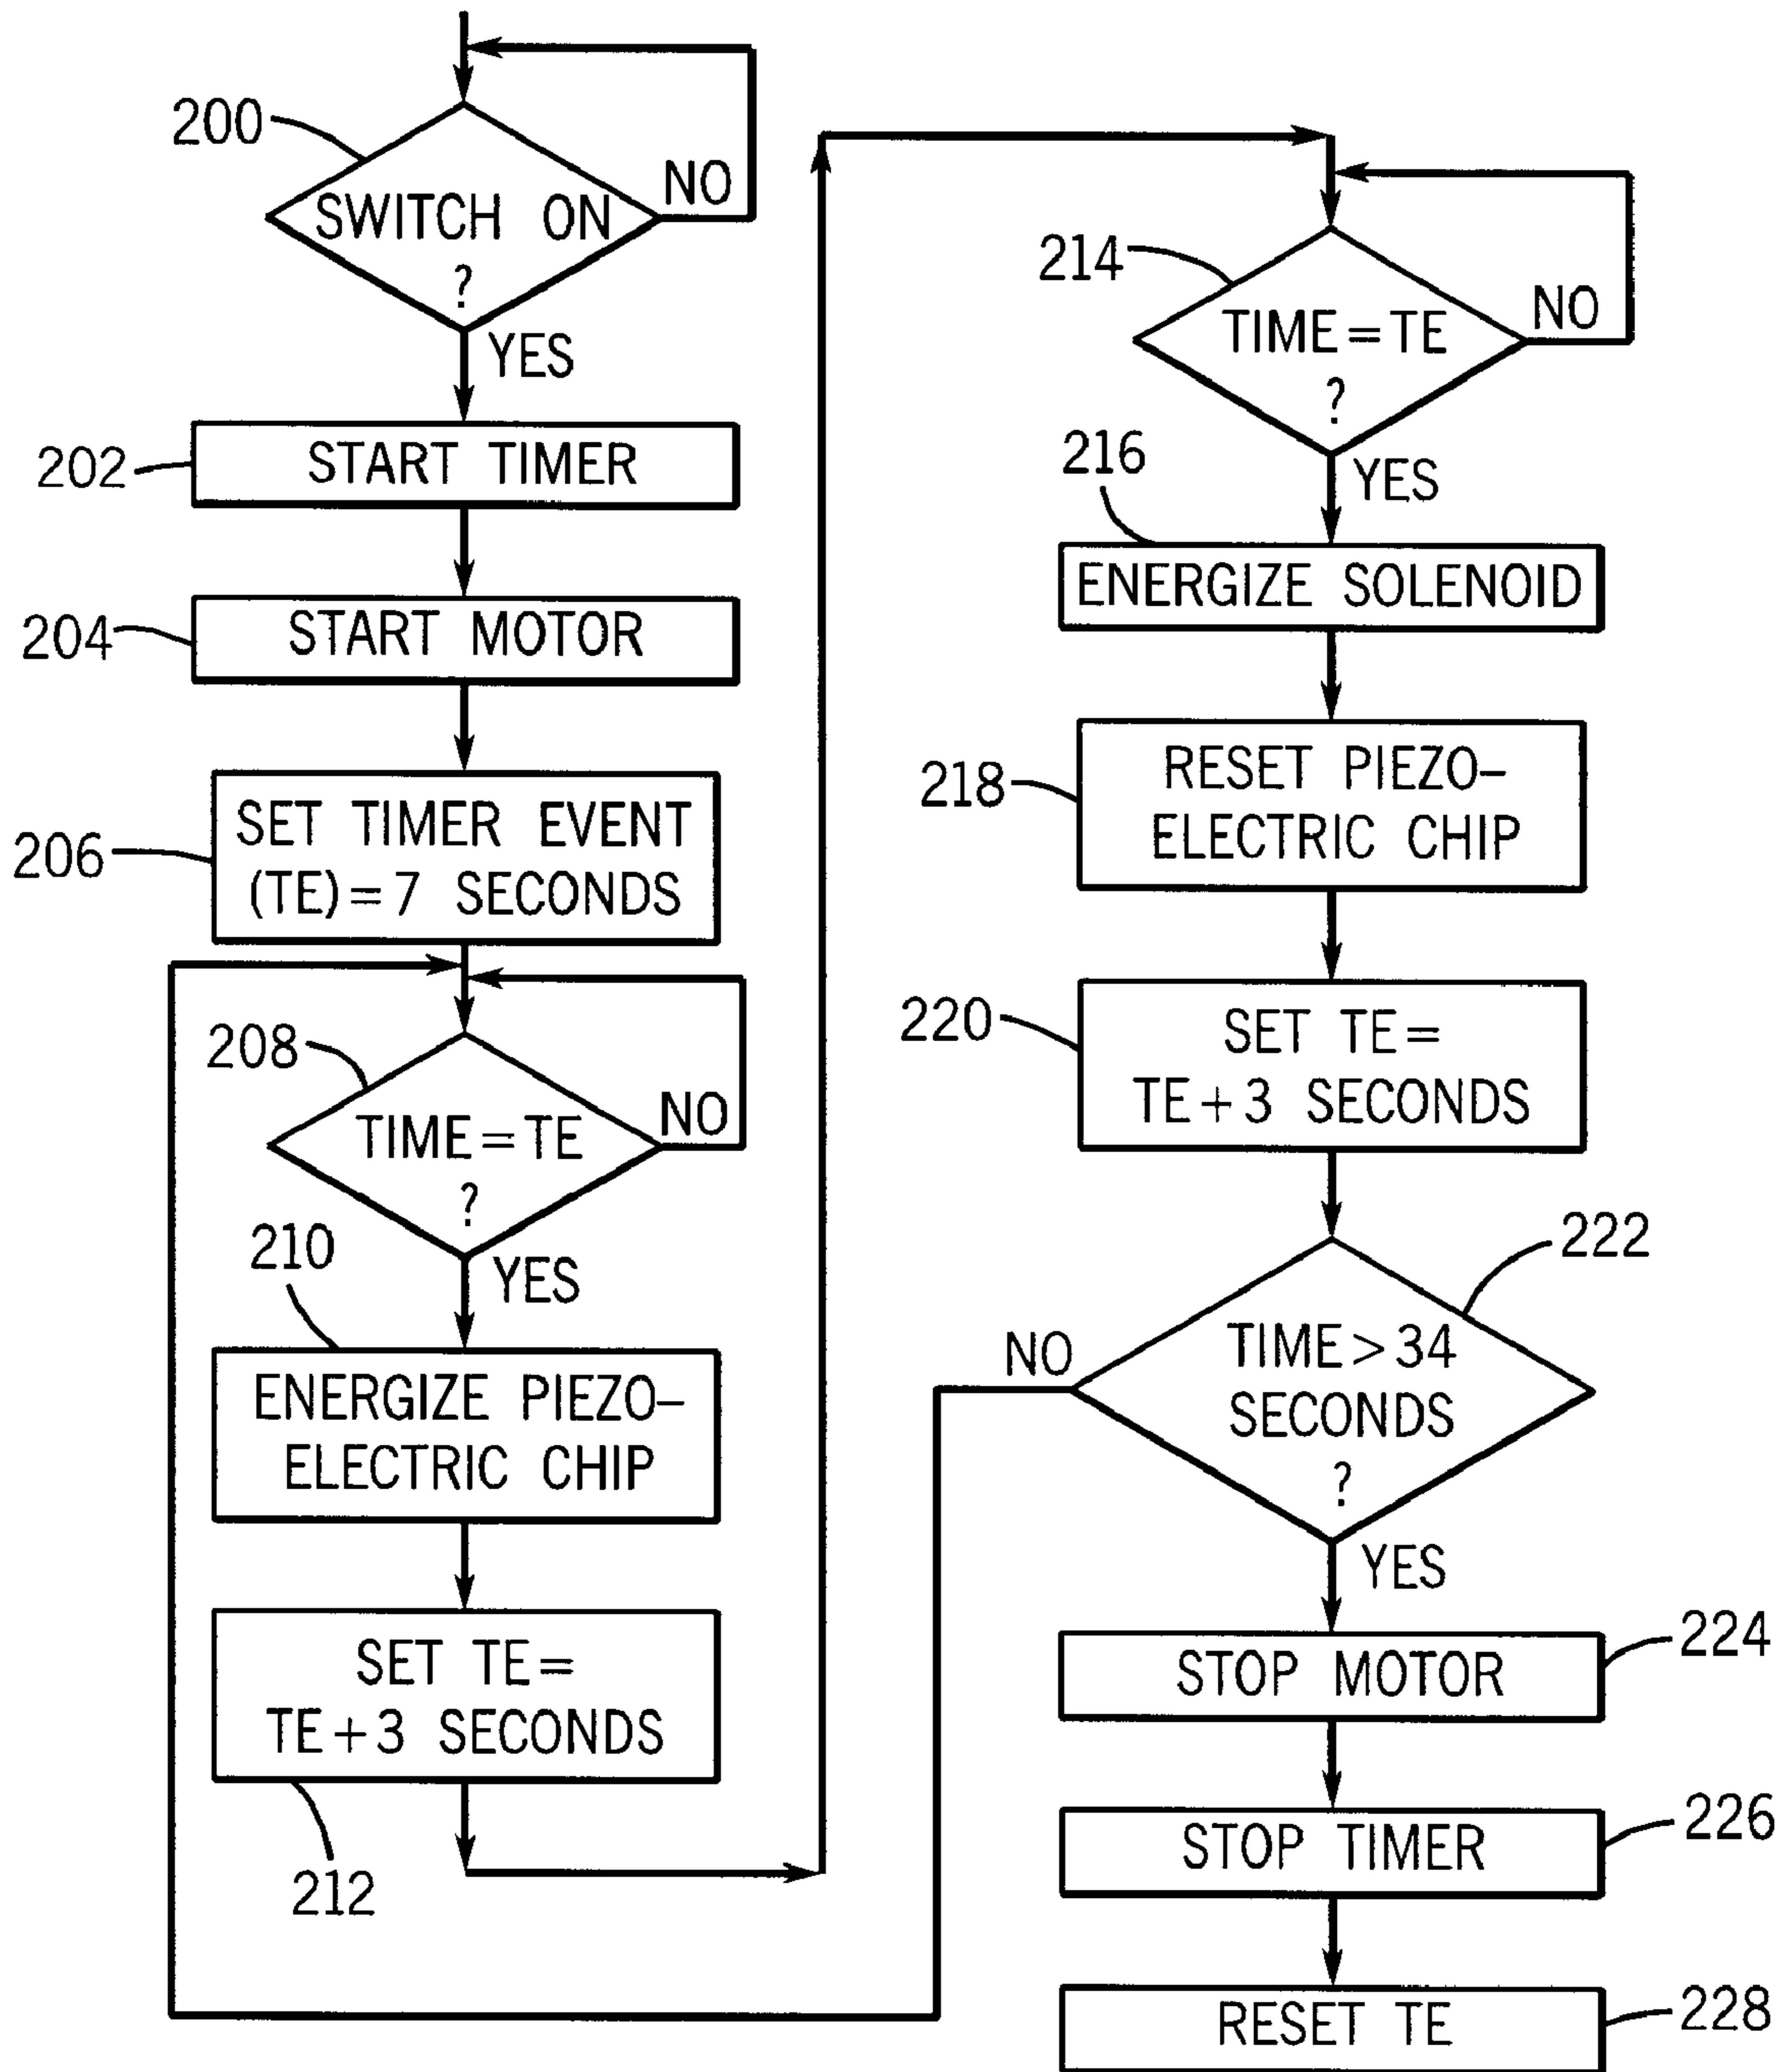 200
SWITCH ON
?
NO
YES
202
START TIMER
204
START MOTOR
206
SET TIMER EVENT
(TE)=7 SECONDS
208
TIME=TE
?
NO
YES
210
ENERGIZE PIEZO-
ELECTRIC CHIP
SET TE=
TE+3 SECONDS
212
214
TIME=TE
?
NO
YES
216
ENERGIZE SOLENOID
218
RESET PIEZO-
ELECTRIC CHIP
220
SET TE=
TE+3 SECONDS
222
TIME>34
SECONDS
?
NO
YES
224
STOP MOTOR
226
STOP TIMER
228
RESET TE